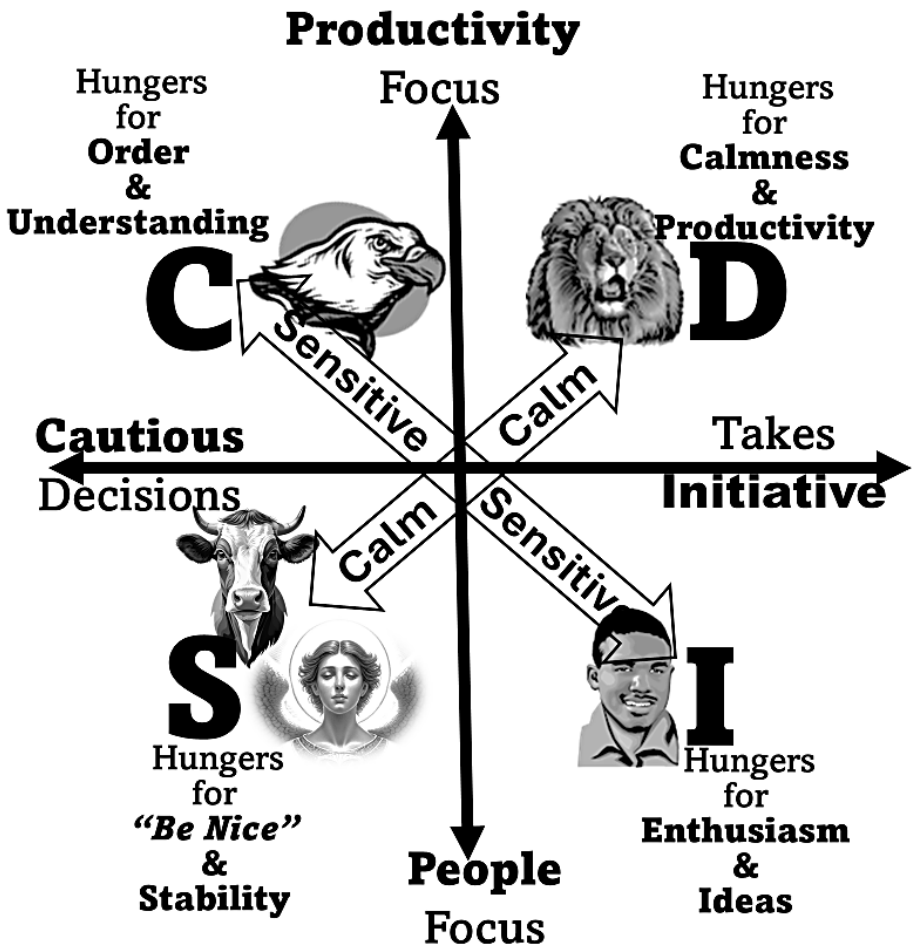 Productivity
Focus
Hungers
for
Order
&
Understanding
C
Hungers
for
Calmness
&
Productivity
D
Sensitive
Calm
Cautious
Decisions
Takes
Initiative
Calm
Sensitiv
S
Hungers
for
“Be Nice”
&
Stability
I
Hungers
for
Enthusiasm
&
Ideas
People
Focus